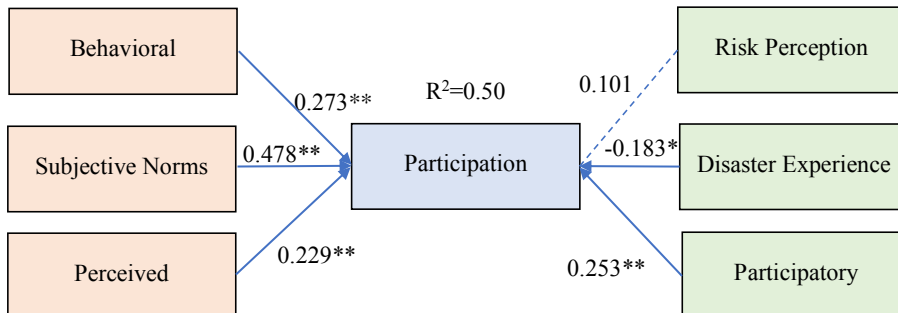 Behavioral
Risk Perception
0.273**
R²=0.50
0.101
Subjective Norms
0.478**
Participation
-0.183*
Disaster Experience
Perceived
0.229**
0.253**
Participatory